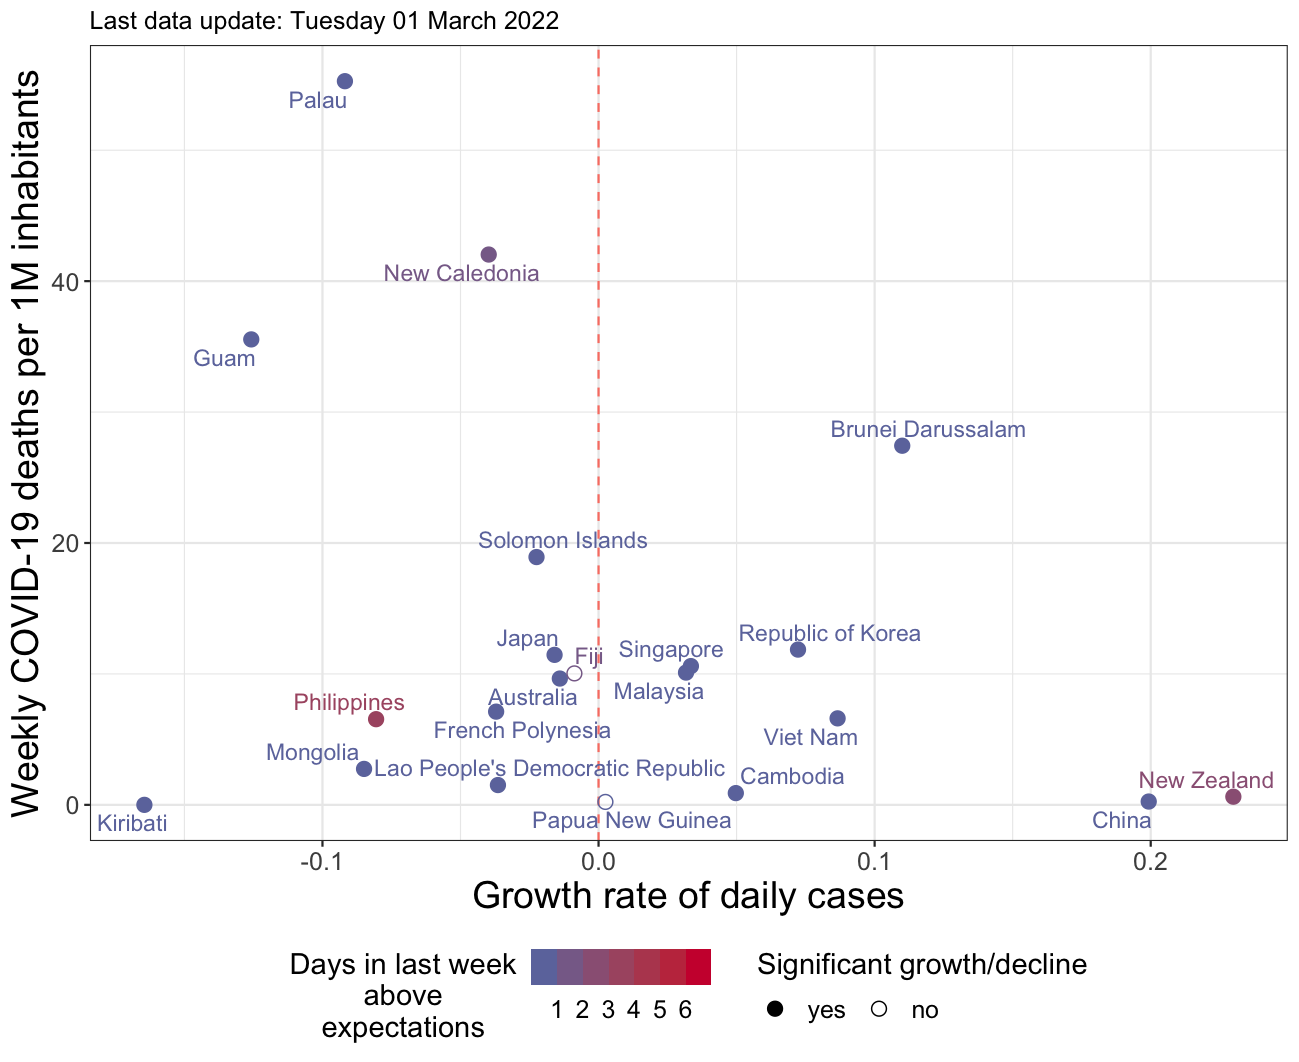 Last data update: Tuesday 01 March 2022
Weekly COVID-19 deaths per 1M inhabitants
Palau
New Caledonia
40
Guam
Brunei Darussalam
20
Solomon Islands
Japan
Fiji
Singapore
Republic of Korea
Malaysia
Australia
Philippines
French Polynesia
Viet Nam
Mongolia
Lao People's Democratic Republic
Cambodia
New Zealand
0
Kiribati
Papua New Guinea
China
-0.1 0.0 0.1 0.2
Growth rate of daily cases
Days in last week
above
expectations
1 2 3 4 5 6
Significant growth/decline
yes no